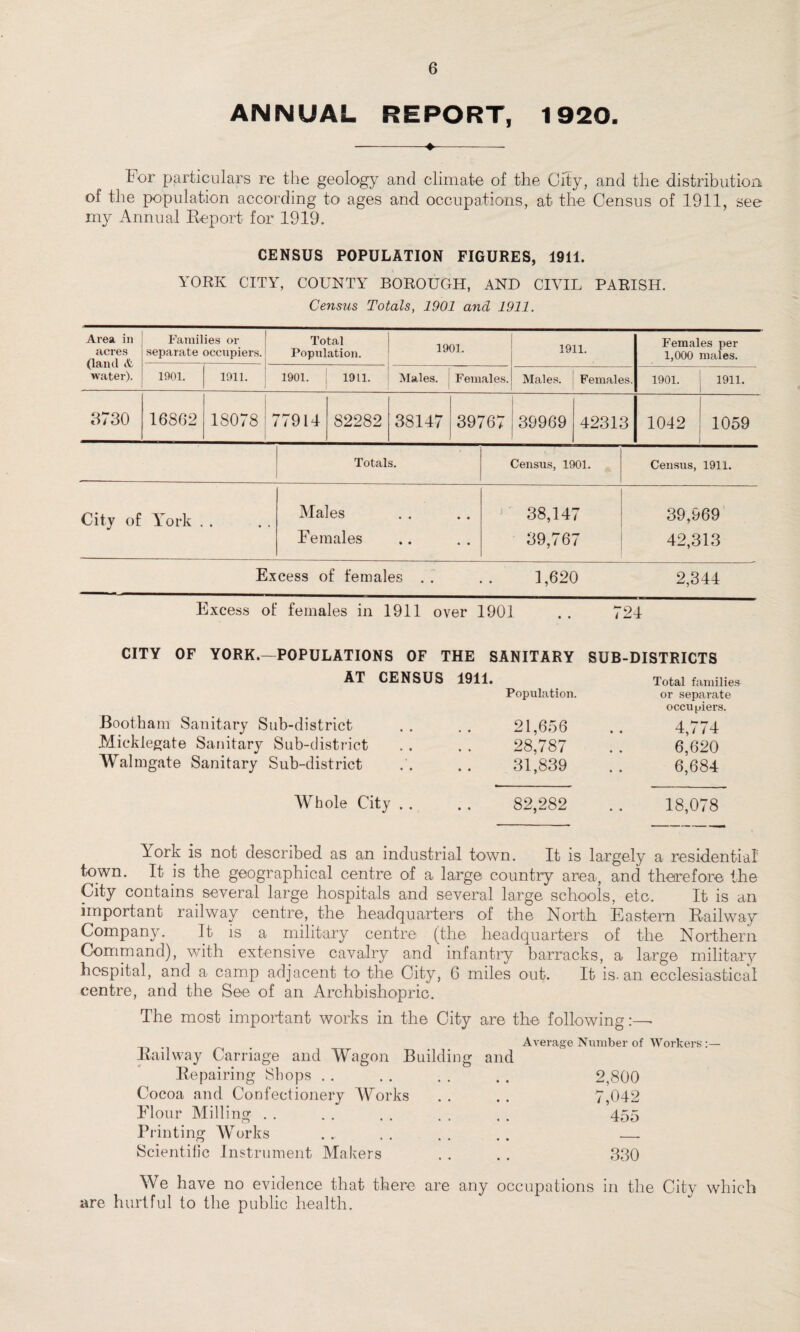 6
ANNUAL REPORT, 1920.
For particulars re the geology and climate of the City, and the distribution
of the population according to ages and occupations, at the Census of 1911, see
my Annual Report for 1919.
CENSUS POPULATION FIGURES, 1911.
YORK CITY, COUNTY BOROUGH, AND CIVIL PARISH.
Census Totals, 1901 and 1911.
Area in acres (land & water). | Families or separate occupiers. | Total Population. | 1901. | 1911. | Females per 1,000 males.
1901. | 1911. | 1901. | 1911. | Males. | Females. | Males. | Females. | 1901. | 1911.
3730 | 16862 | 18078 | 77914 | 82282 | 38147 | 39767 | 39969 | 42313 | 1042 | 1059
Totals. | Census, 1901. | Census, 1911.
City of York . . . . | Males . . . . | 38,147 | 39,969
Females . . . . | 39,767 | 42,313
Excess of females . . . . 1,620 2,344
Excess of females in 1911 over 1901 . . 724
CITY OF YORK.—POPULATIONS OF THE SANITARY SUB-DISTRICTS
AT CENSUS 1911.
Population. Total families or separate occupiers.
Bootham Sanitary Sub-district . . . . 21,656 . . 4,774
Micklegate Sanitary Sub-district . . . . 28,787 . . 6,620
Walmgate Sanitary Sub-district . . . . 31,839 . . 6,684
Whole City . . . . 82,282 . . 18,078
York is not described as an industrial town. It is largely a residential
town. It is the geographical centre of a large country area, and therefore the
City contains several large hospitals and several large schools, etc. It is an
important railway centre, the headquarters of the North Eastern Railway
Company. It is a military centre (the headquarters of the Northern
Command), with extensive cavalry and infantry barracks, a large military
hospital, and a camp adjacent to the City, 6 miles out. It is an ecclesiastical
centre, and the See of an Archbishopric.
The most important works in the City are the following:—
Average Number of Workers:—
Railway Carriage and Wagon Building and
Repairing Shops . . . . . . . . 2,800
Cocoa and Confectionery Works . . . . 7,042
Flour Milling . . . . . . . . . . 455
Printing Works . . . . . . . . —
Scientific Instrument Makers . . . . 330
We have no evidence that there are any occupations in the City which
are hurtful to the public health.